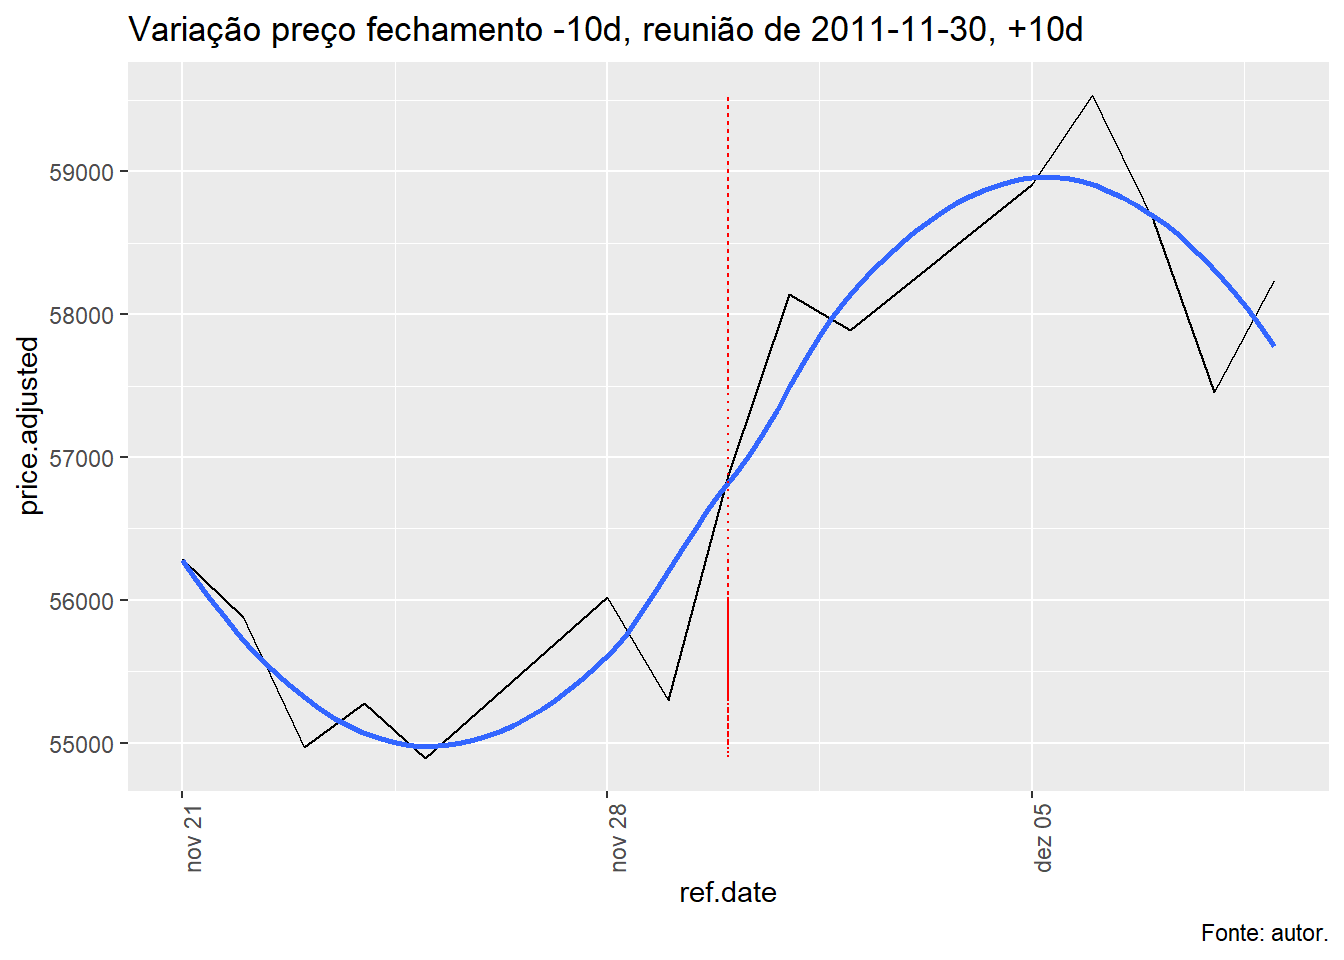 Variação preço fechamento -10d, reunião de 2011-11-30, +10d
price.adjusted
59000
58000
57000
56000
55000
nov 21
nov 28
dez 05
ref.date
Fonte: autor.